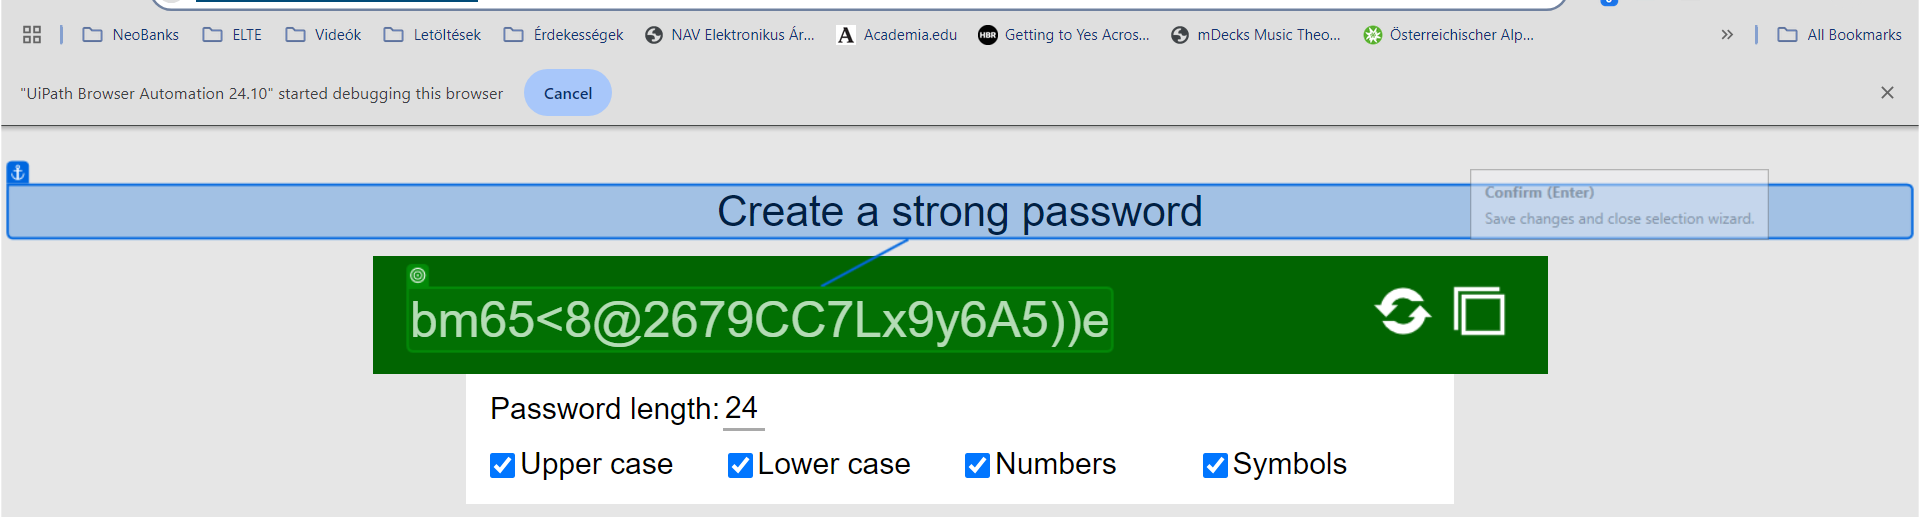 NeoBanks ELTE Videók Letöltések Érdekességek NAV Elektronikus Ár... Academia.edu HBR Getting to Yes Acros... mDecks Music Theo... Österreichischer Alp... » All Bookmarks
"UiPath Browser Automation 24.10" started debugging this browser Cancel
Create a strong password
Confirm (Enter)
Save changes and close selection wizard.
bm65<8@2679CC7Lx9y6A5))e
Password length: 24
Upper case Lower case Numbers Symbols